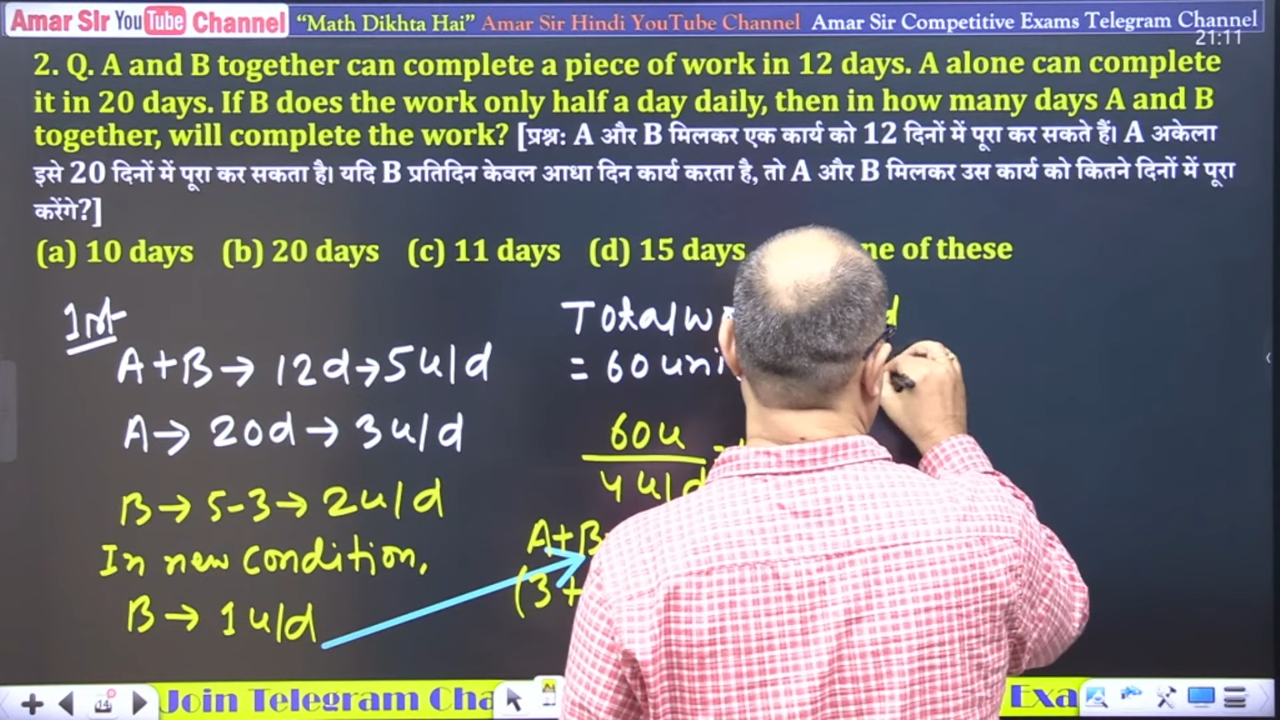 Amar SIr YouTube Channel "Math Dikhta Hai" Amar Sir Hindi YouTube Channel Amar Sir Competitive Exams Telegram Channel
21:11
2. Q. A and B together can complete a piece of work in 12 days. A alone can complete
it in 20 days. If B does the work only half a day daily, then in how many days A and B
together, will complete the work? [प्रश्न: A और B मिलकर एक कार्य को 12 दिनों में पूरा कर सकते हैं। A अकेला
इसे 20 दिनों में पूरा कर सकता है। यदि B प्रतिदिन केवल आधा दिन कार्य करता है, तो A और B मिलकर उस कार्य को कितने दिनों में पूरा
करेंगे?]
(a) 10 days (b) 20 days (c) 11 days (d) 15 days ne of these
1st
A+B→ 12d→5u/d
A→ 20d→ 3u/d
B→ 5-3→ 2u/d
In new condition,
B→ 1u/d
Total w
= 60 uni
60u
4u/d
A+B
(3+
d
14
Join Telegram Cha Exa